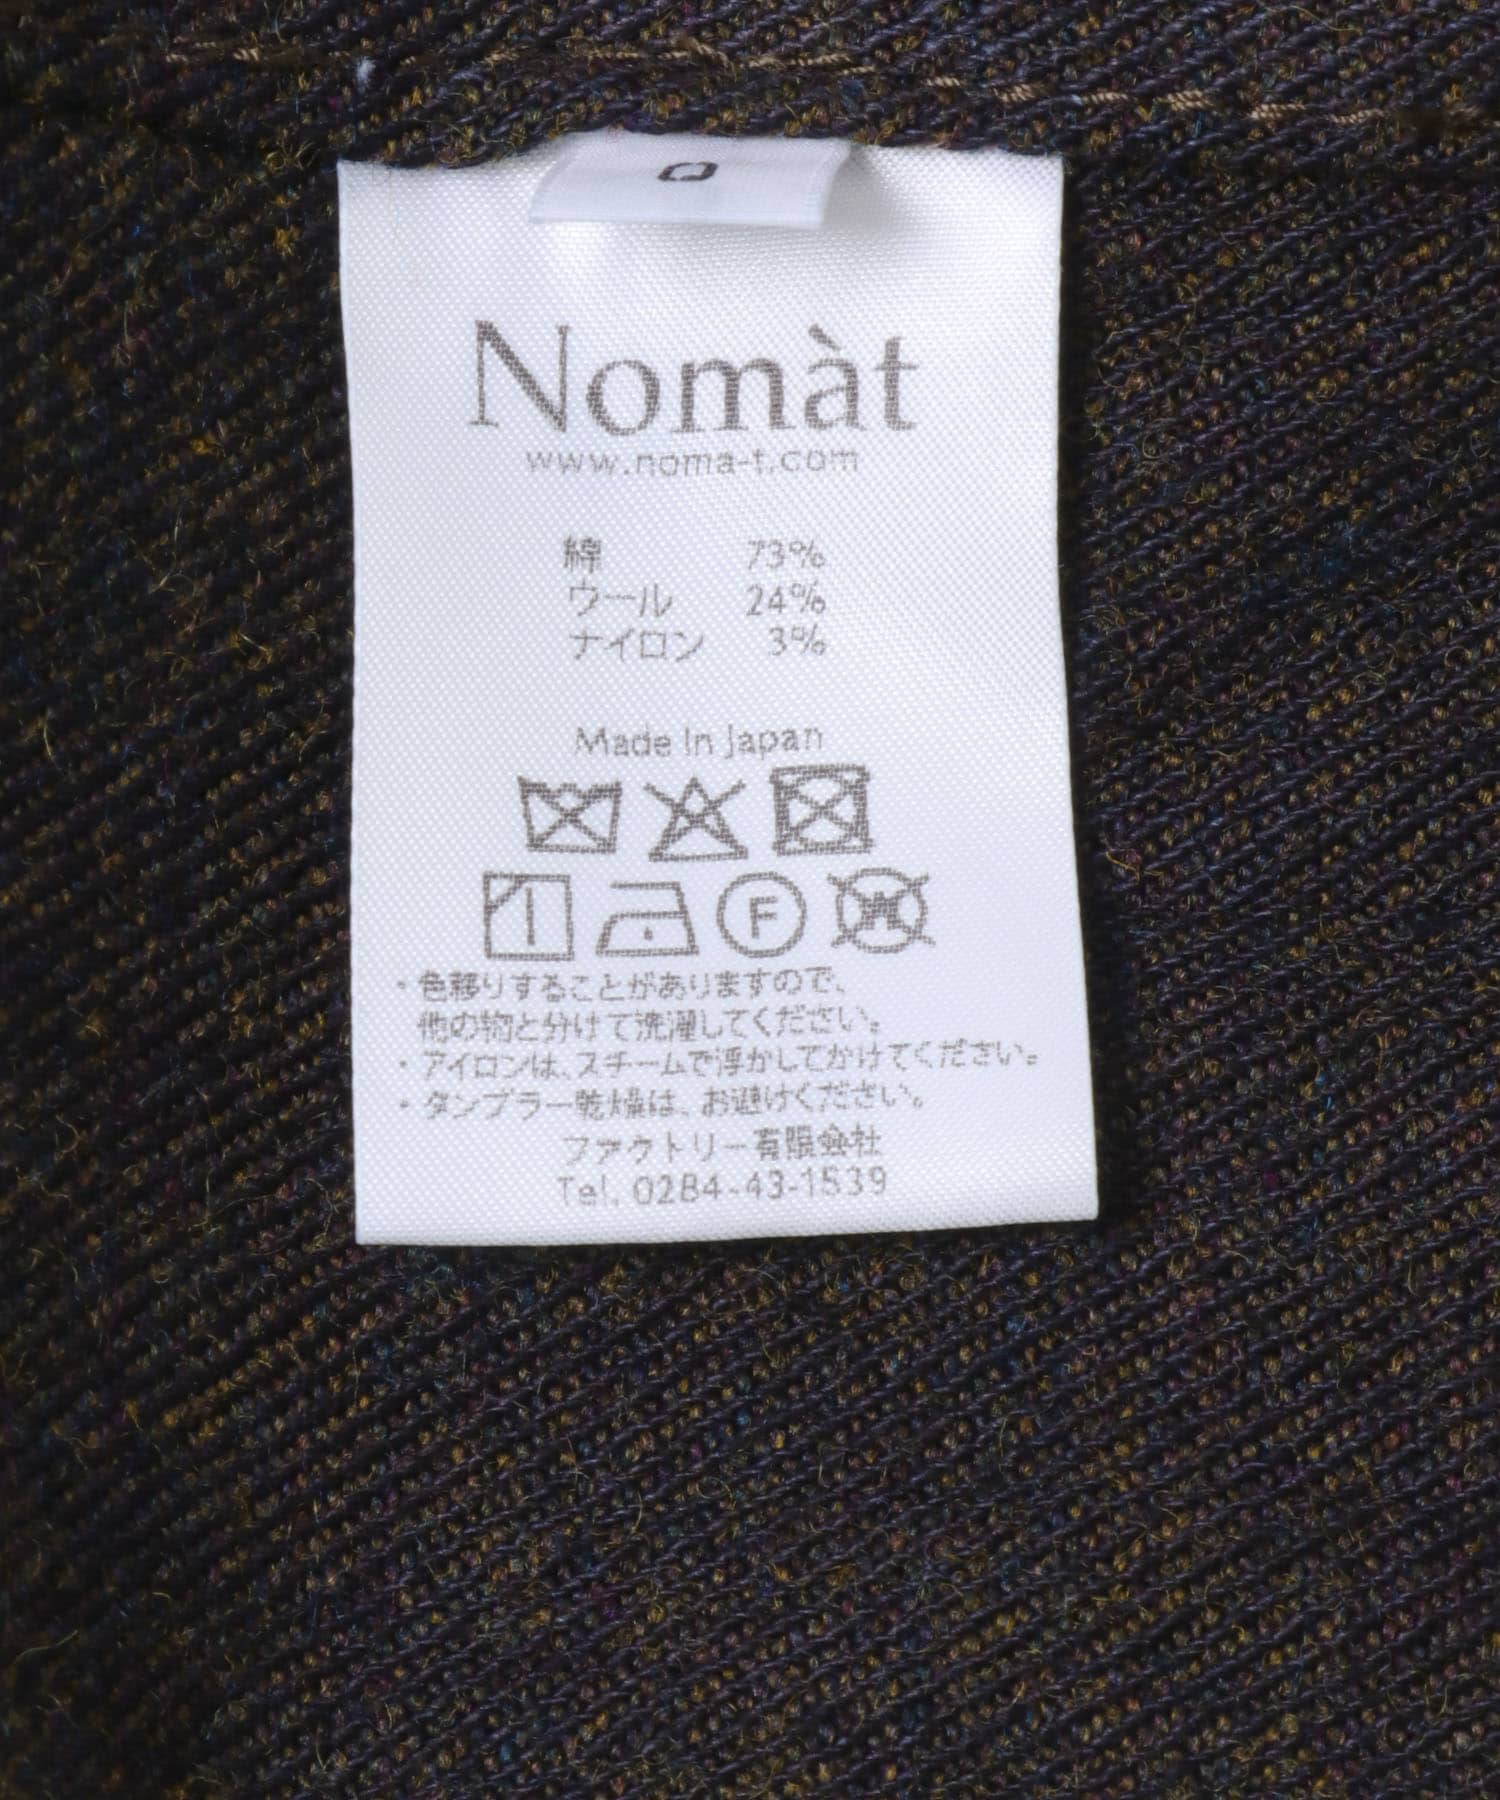 0
Nomàt
www.noma-t.com
綿 73%
ウール 24%
ナイロン 3%
Made In Japan
F
W
・色移りすることがありますので、
他の物と分けて洗濯してください。
・アイロンは、スチームで浮かしてかけてください。
・タンブラー乾燥は、お避けください。
ファクトリー有限会社
Tel. 0284-43-1539